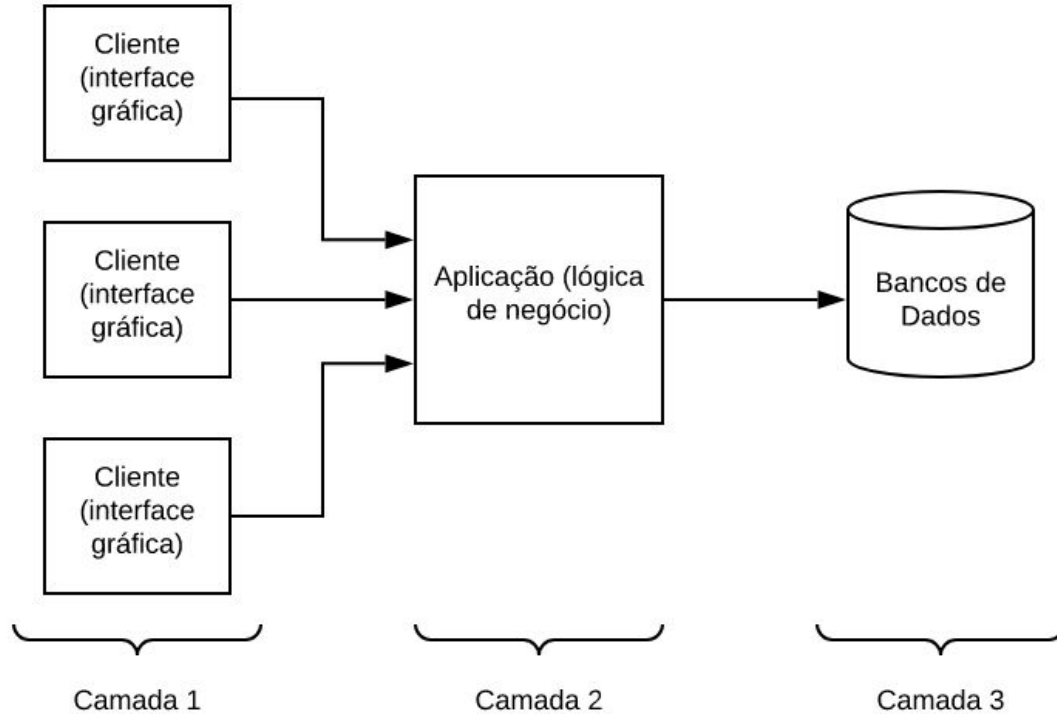 Cliente
(interface
gráfica)
Cliente
(interface
gráfica)
Cliente
(interface
gráfica)
Aplicação (lógica
de negócio)
Bancos de
Dados
Camada 1
Camada 2
Camada 3